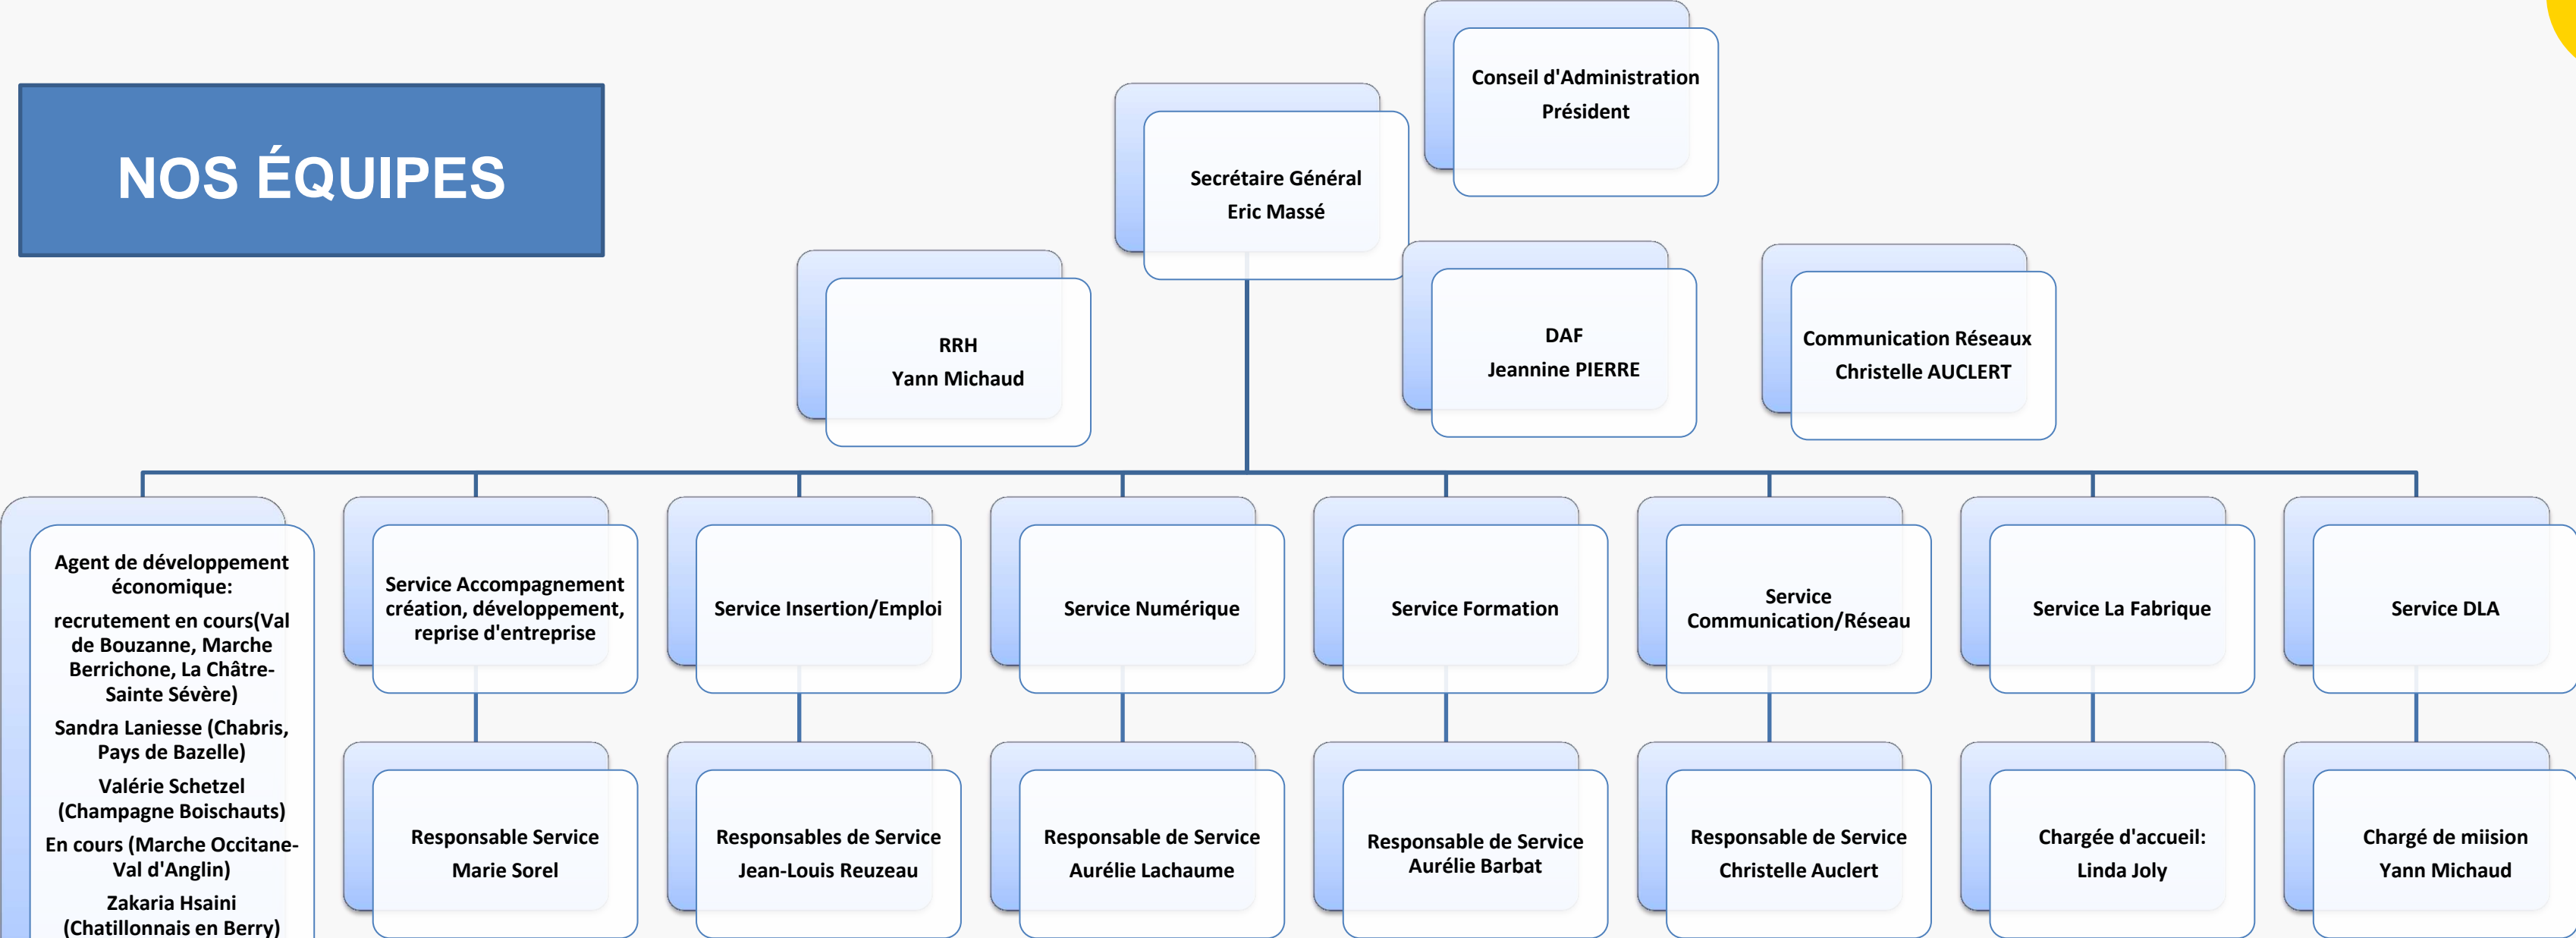 NOS ÉQUIPES
Conseil d'Administration
Président
Secrétaire Général
Eric Massé
RRH
Yann Michaud
DAF
Jeannine PIERRE
Communication Réseaux
Christelle AUCLERT
Agent de développement
économique:
recrutement en cours(Val
de Bouzanne, Marche
Berrichone, La Châtre-
Sainte Sévère)
Sandra Laniesse (Chabris,
Pays de Bazelle)
Valérie Schetzel
(Champagne Boischauts)
En cours (Marche Occitane-
Val d'Anglin)
Zakaria Hsaini
(Chatillonnais en Berry)
Service Accompagnement
création, développement,
reprise d'entreprise
Service Insertion/Emploi
Service Numérique
Service Formation
Service
Communication/Réseau
Service La Fabrique
Service DLA
Responsable Service
Marie Sorel
Responsables de Service
Jean-Louis Reuzeau
Responsable de Service
Aurélie Lachaume
Responsable de Service
Aurélie Barbat
Responsable de Service
Christelle Auclert
Chargée d'accueil:
Linda Joly
Chargé de miision
Yann Michaud